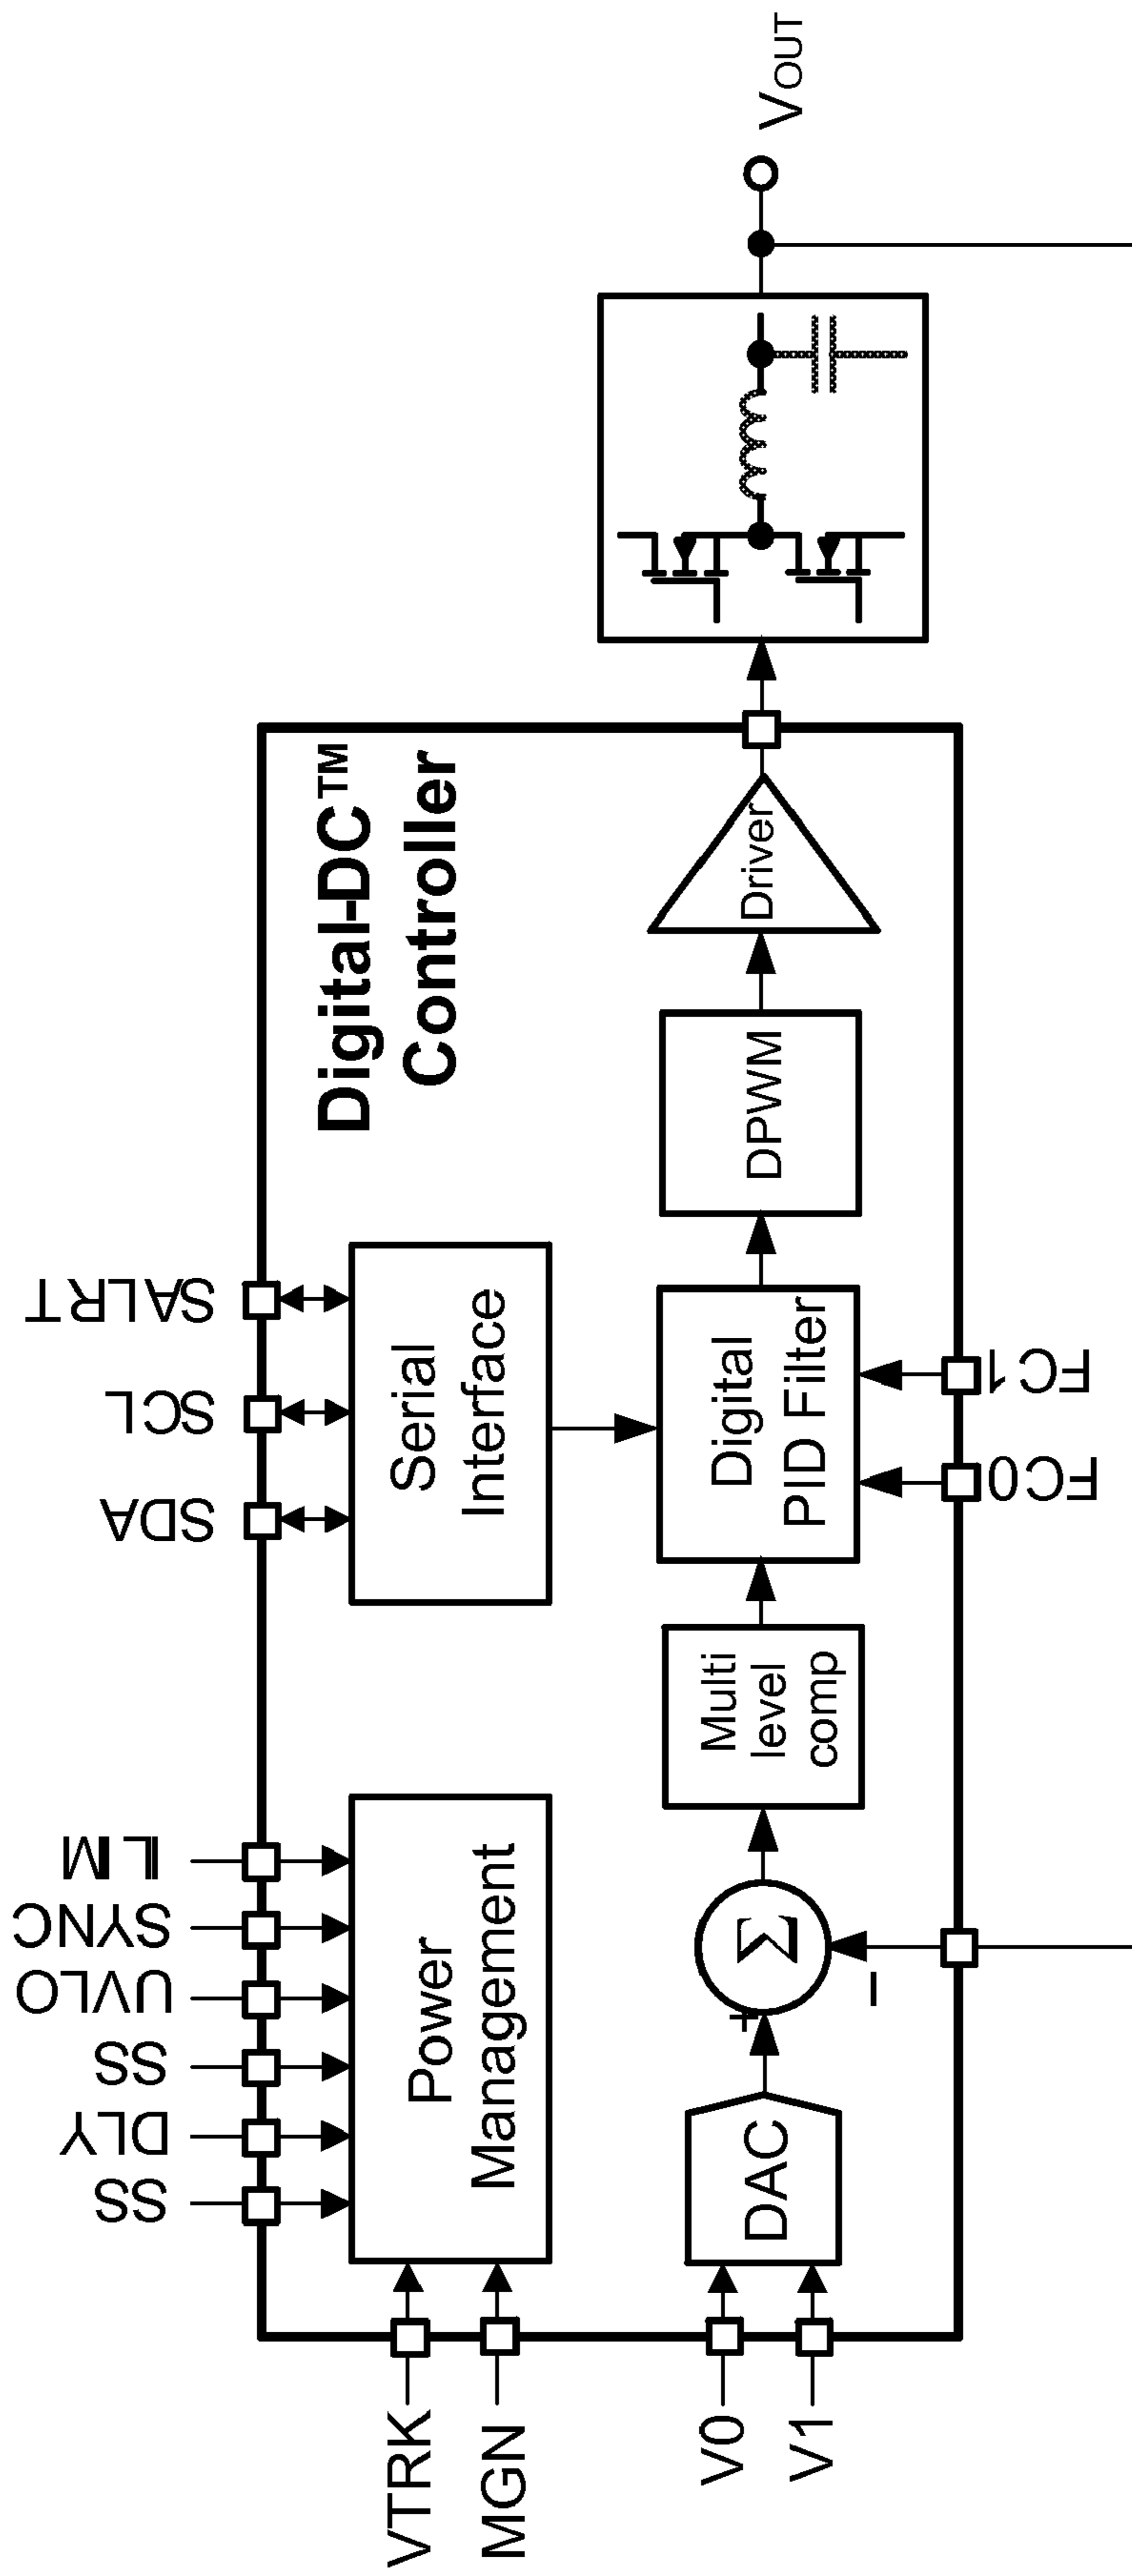 SS
DLY
SS
UVLO
SYNC
ILIM
SDA
SCL
SALRT
Digital-DC™
Controller
VTRK
MGN
Power
Management
Serial
Interface
V0
V1
DAC
+
Σ
−
Multi
level
comp
Digital
PID Filter
DPWM
Driver
VOUT
FC0
FC1